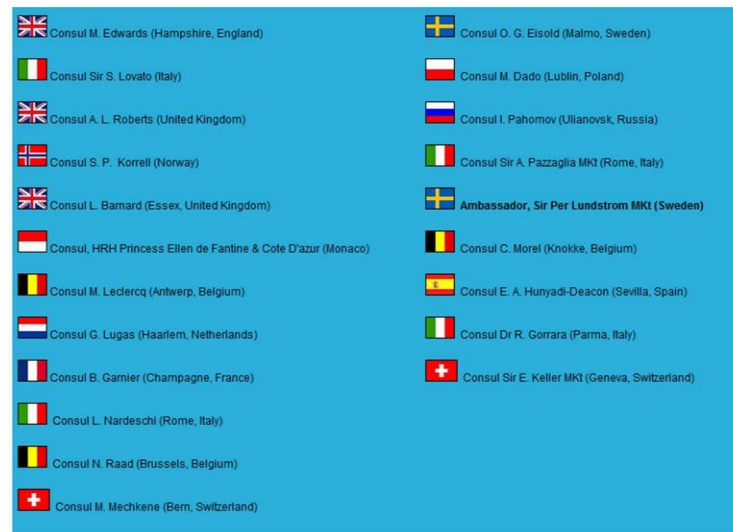 Consul M. Edwards (Hampshire, England)
Consul Sir S. Lovato (Italy)
Consul A. L. Roberts (United Kingdom)
Consul S. P. Korrell (Norway)
Consul L. Barnard (Essex, United Kingdom)
Consul, HRH Princess Ellen de Fantine & Cote D'azur (Monaco)
Consul M. Leclercq (Antwerp, Belgium)
Consul G. Lugas (Haarlem, Netherlands)
Consul B. Garnier (Champagne, France)
Consul L. Nardeschi (Rome, Italy)
Consul N. Raad (Brussels, Belgium)
Consul M. Mechkene (Bern, Switzerland)
Consul O. G. Eisold (Malmo, Sweden)
Consul M. Dado (Lublin, Poland)
Consul I. Pahomov (Ulianovsk, Russia)
Consul Sir A. Pazzaglia MKt (Rome, Italy)
Ambassador, Sir Per Lundstrom MKt (Sweden)
Consul C. Morel (Knokke, Belgium)
Consul E. A. Hunyadi-Deacon (Sevilla, Spain)
Consul Dr R. Gorrara (Parma, Italy)
Consul Sir E. Keller MKt (Geneva, Switzerland)